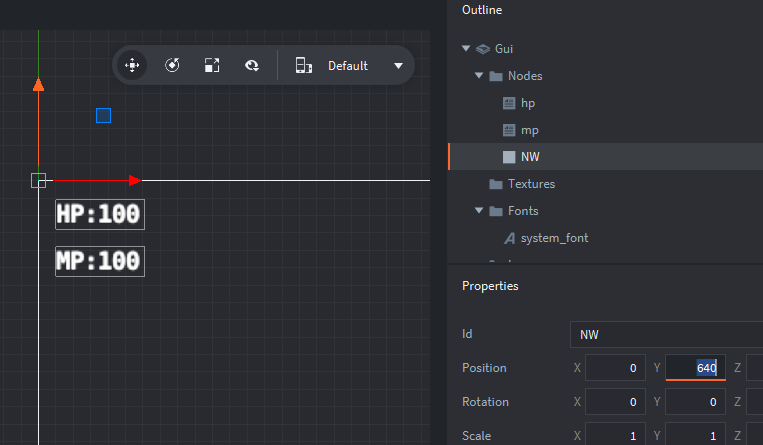 Outline
Default
Gui
Nodes
hp
mp
NW
HP:100
MP:100
Textures
Fonts
system_font
Properties
Id NW
Position X 0 Y 640 Z
Rotation X 0 Y 0 Z
Scale X 1 Y 1 Z